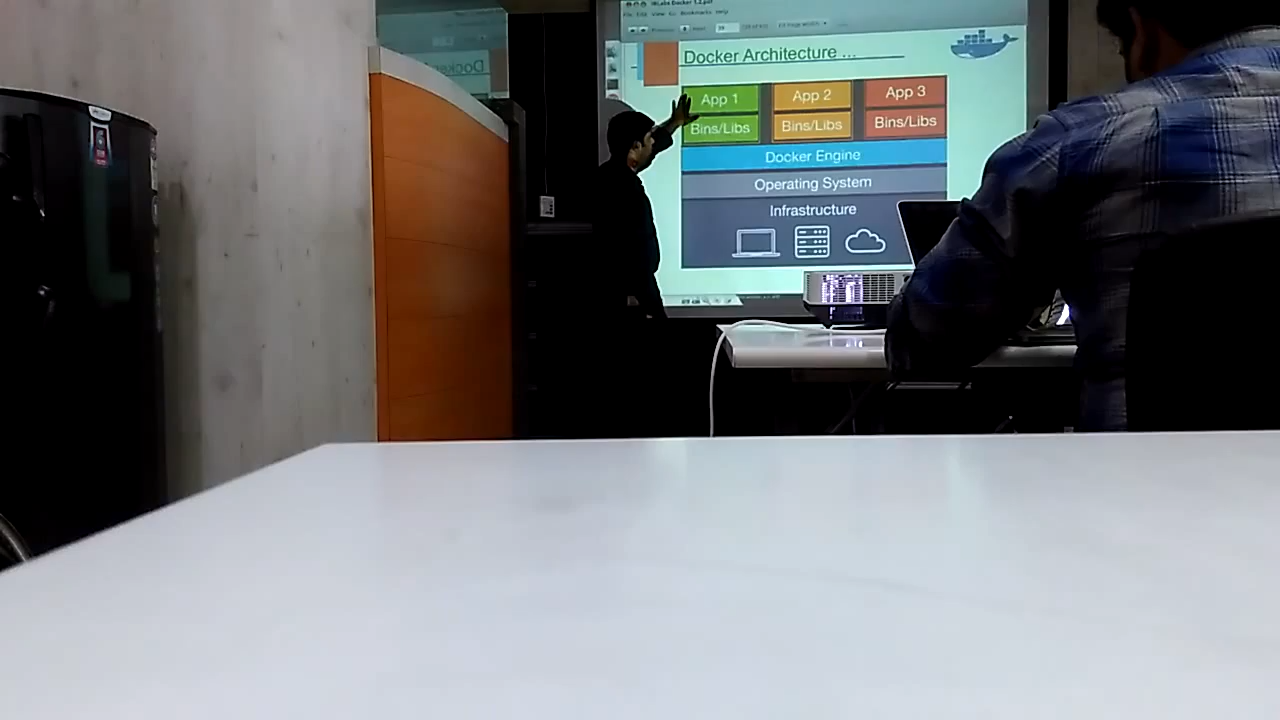 Docker Architecture ...
App 1 App 2 App 3
Bins/Libs Bins/Libs Bins/Libs
Docker Engine
Operating System
Infrastructure